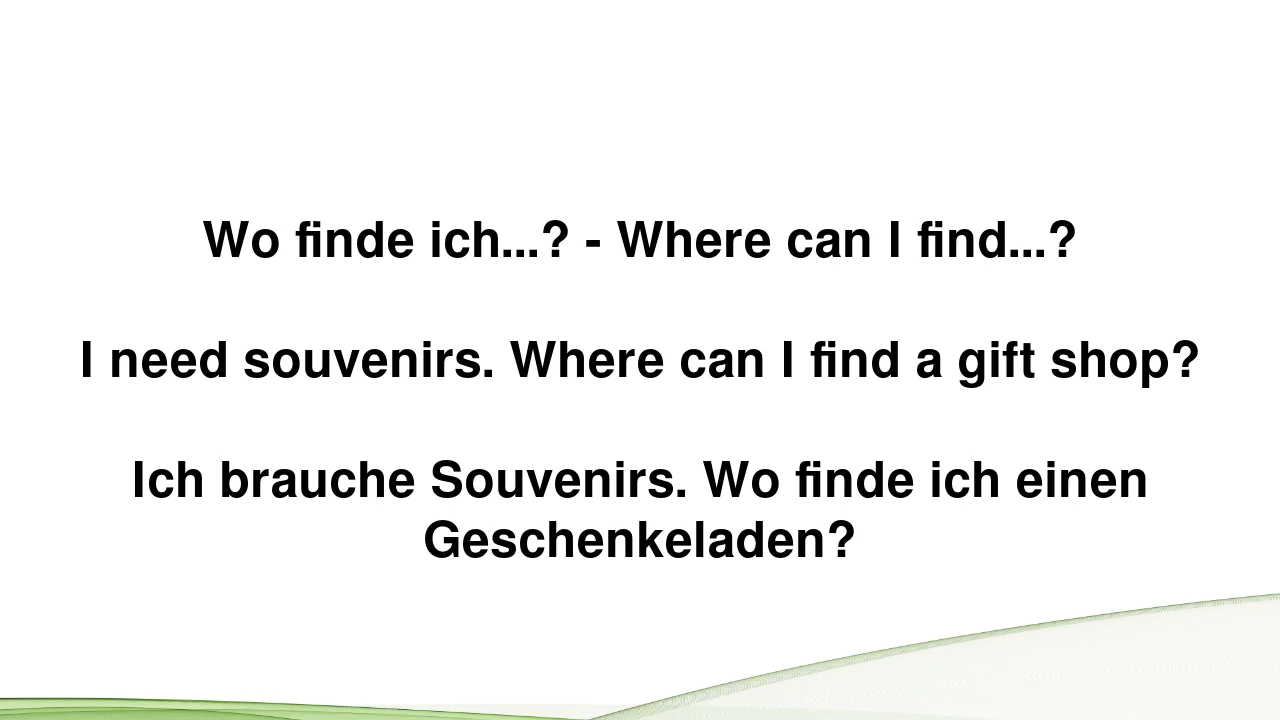 Wo finde ich...? - Where can I find...?
I need souvenirs. Where can I find a gift shop?
Ich brauche Souvenirs. Wo finde ich einen
Geschenkeladen?